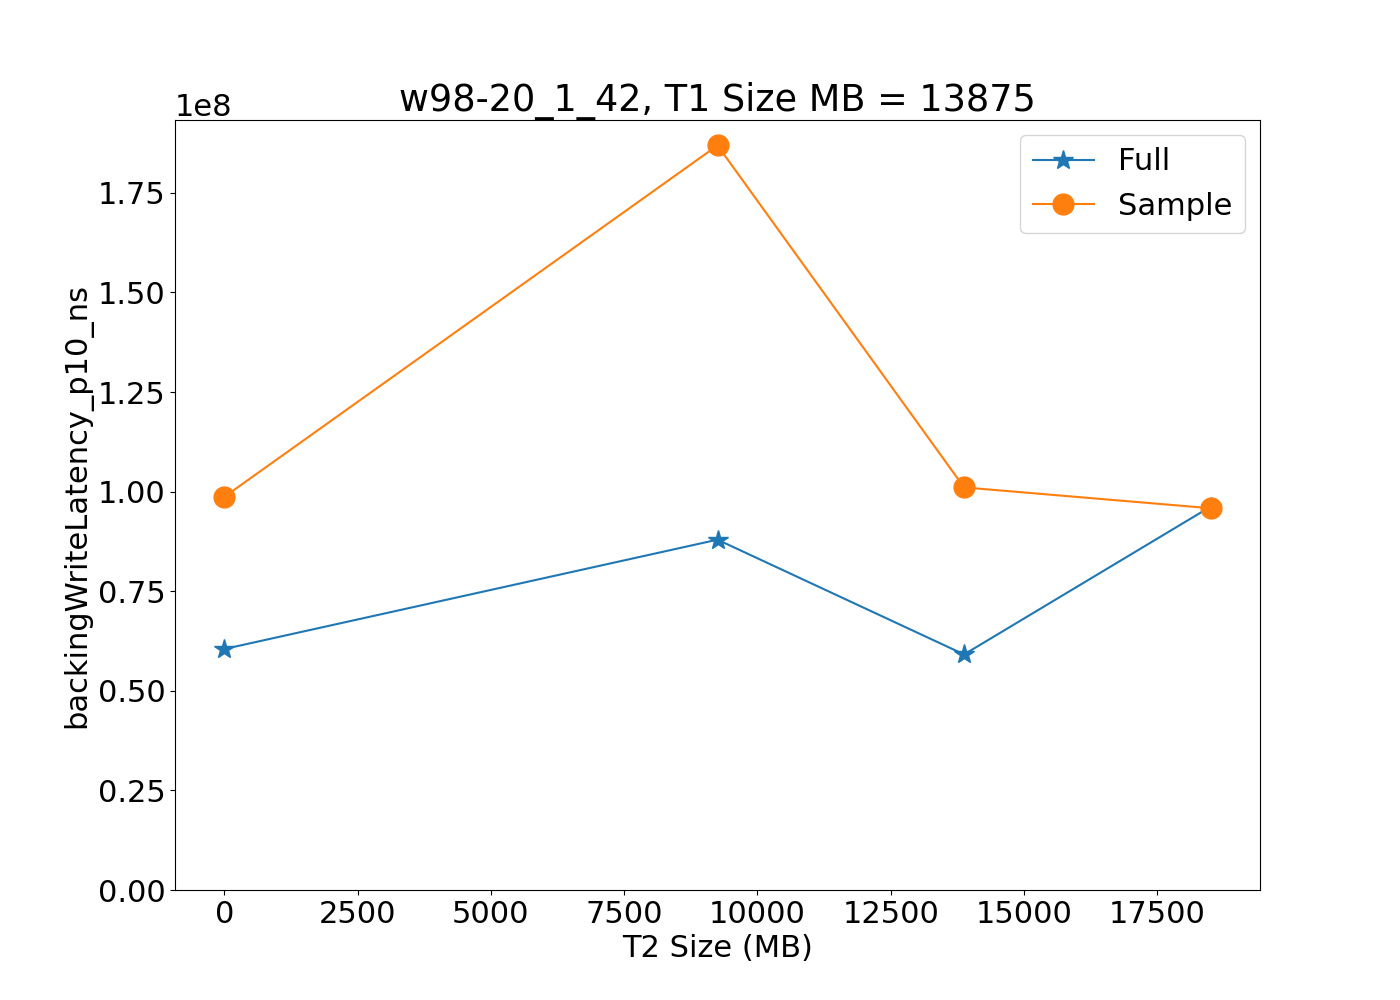 w98-20_1_42, T1 Size MB = 13875
1e8
Full
Sample
1.75
1.50
1.25
1.00
0.75
0.50
0.25
0.00
backingWriteLatency_p10_ns
0 2500 5000 7500 10000 12500 15000 17500
T2 Size (MB)